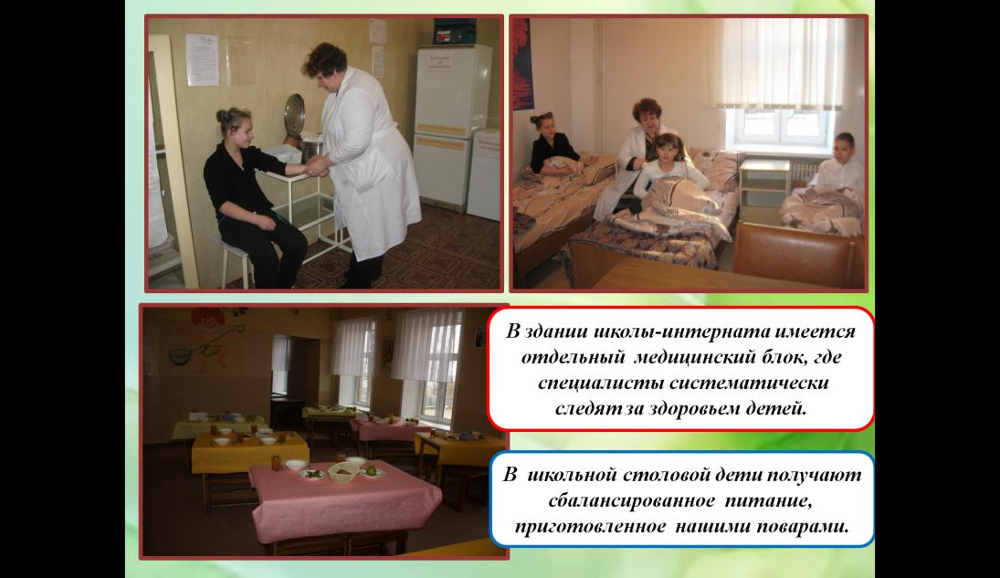 В здании школы-интерната имеется
отдельный медицинский блок, где
специалисты систематически
следят за здоровьем детей.
В школьной столовой дети получают
сбалансированное питание,
приготовленное нашими поварами.